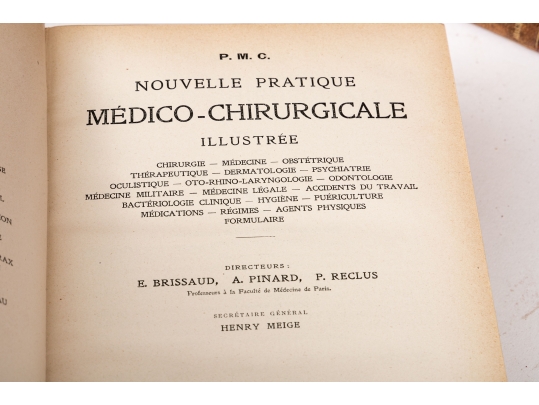 P. M. C.
NOUVELLE PRATIQUE
MÉDICO-CHIRURGICALE
ILLUSTRÉE
CHIRURGIE — MÉDECINE — OBSTÉTRIQUE
THÉRAPEUTIQUE — DERMATOLOGIE — PSYCHIATRIE
OCULISTIQUE — OTO-RHINO-LARYNGOLOGIE — ODONTOLOGIE
MÉDECINE MILITAIRE — MÉDECINE LÉGALE — ACCIDENTS DU TRAVAIL
BACTÉRIOLOGIE CLINIQUE — HYGIÈNE — PUÉRICULTURE
MÉDICATIONS — RÉGIMES — AGENTS PHYSIQUES
FORMULAIRE
DIRECTEURS :
E. BRISSAUD, A. PINARD, P. RECLUS
Professeurs à la Faculté de Médecine de Paris.
SECRÉTAIRE GÉNÉRAL
HENRY MEIGE